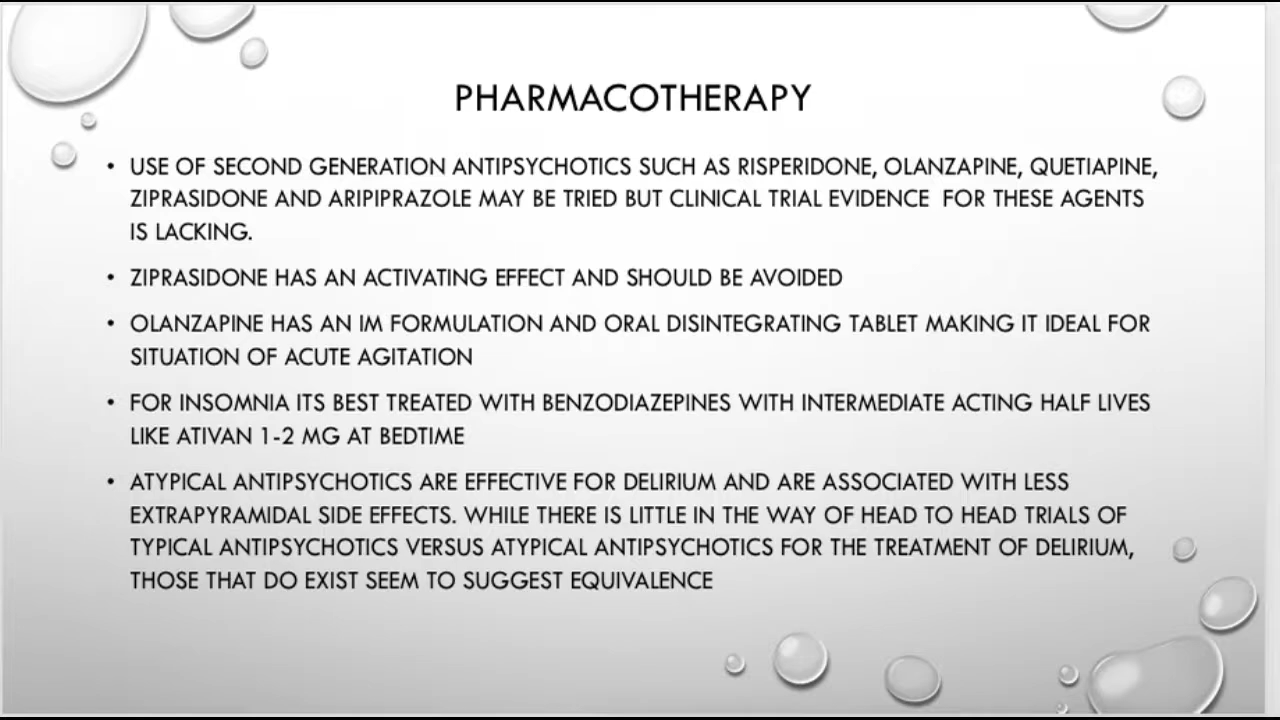 PHARMACOTHERAPY
• USE OF SECOND GENERATION ANTIPSYCHOTICS SUCH AS RISPERIDONE, OLANZAPINE, QUETIAPINE,
ZIPRASIDONE AND ARIPIPRAZOLE MAY BE TRIED BUT CLINICAL TRIAL EVIDENCE FOR THESE AGENTS
IS LACKING.
• ZIPRASIDONE HAS AN ACTIVATING EFFECT AND SHOULD BE AVOIDED
• OLANZAPINE HAS AN IM FORMULATION AND ORAL DISINTEGRATING TABLET MAKING IT IDEAL FOR
SITUATION OF ACUTE AGITATION
• FOR INSOMNIA ITS BEST TREATED WITH BENZODIAZEPINES WITH INTERMEDIATE ACTING HALF LIVES
LIKE ATIVAN 1-2 MG AT BEDTIME
• ATYPICAL ANTIPSYCHOTICS ARE EFFECTIVE FOR DELIRIUM AND ARE ASSOCIATED WITH LESS
EXTRAPYRAMIDAL SIDE EFFECTS. WHILE THERE IS LITTLE IN THE WAY OF HEAD TO HEAD TRIALS OF
TYPICAL ANTIPSYCHOTICS VERSUS ATYPICAL ANTIPSYCHOTICS FOR THE TREATMENT OF DELIRIUM,
THOSE THAT DO EXIST SEEM TO SUGGEST EQUIVALENCE